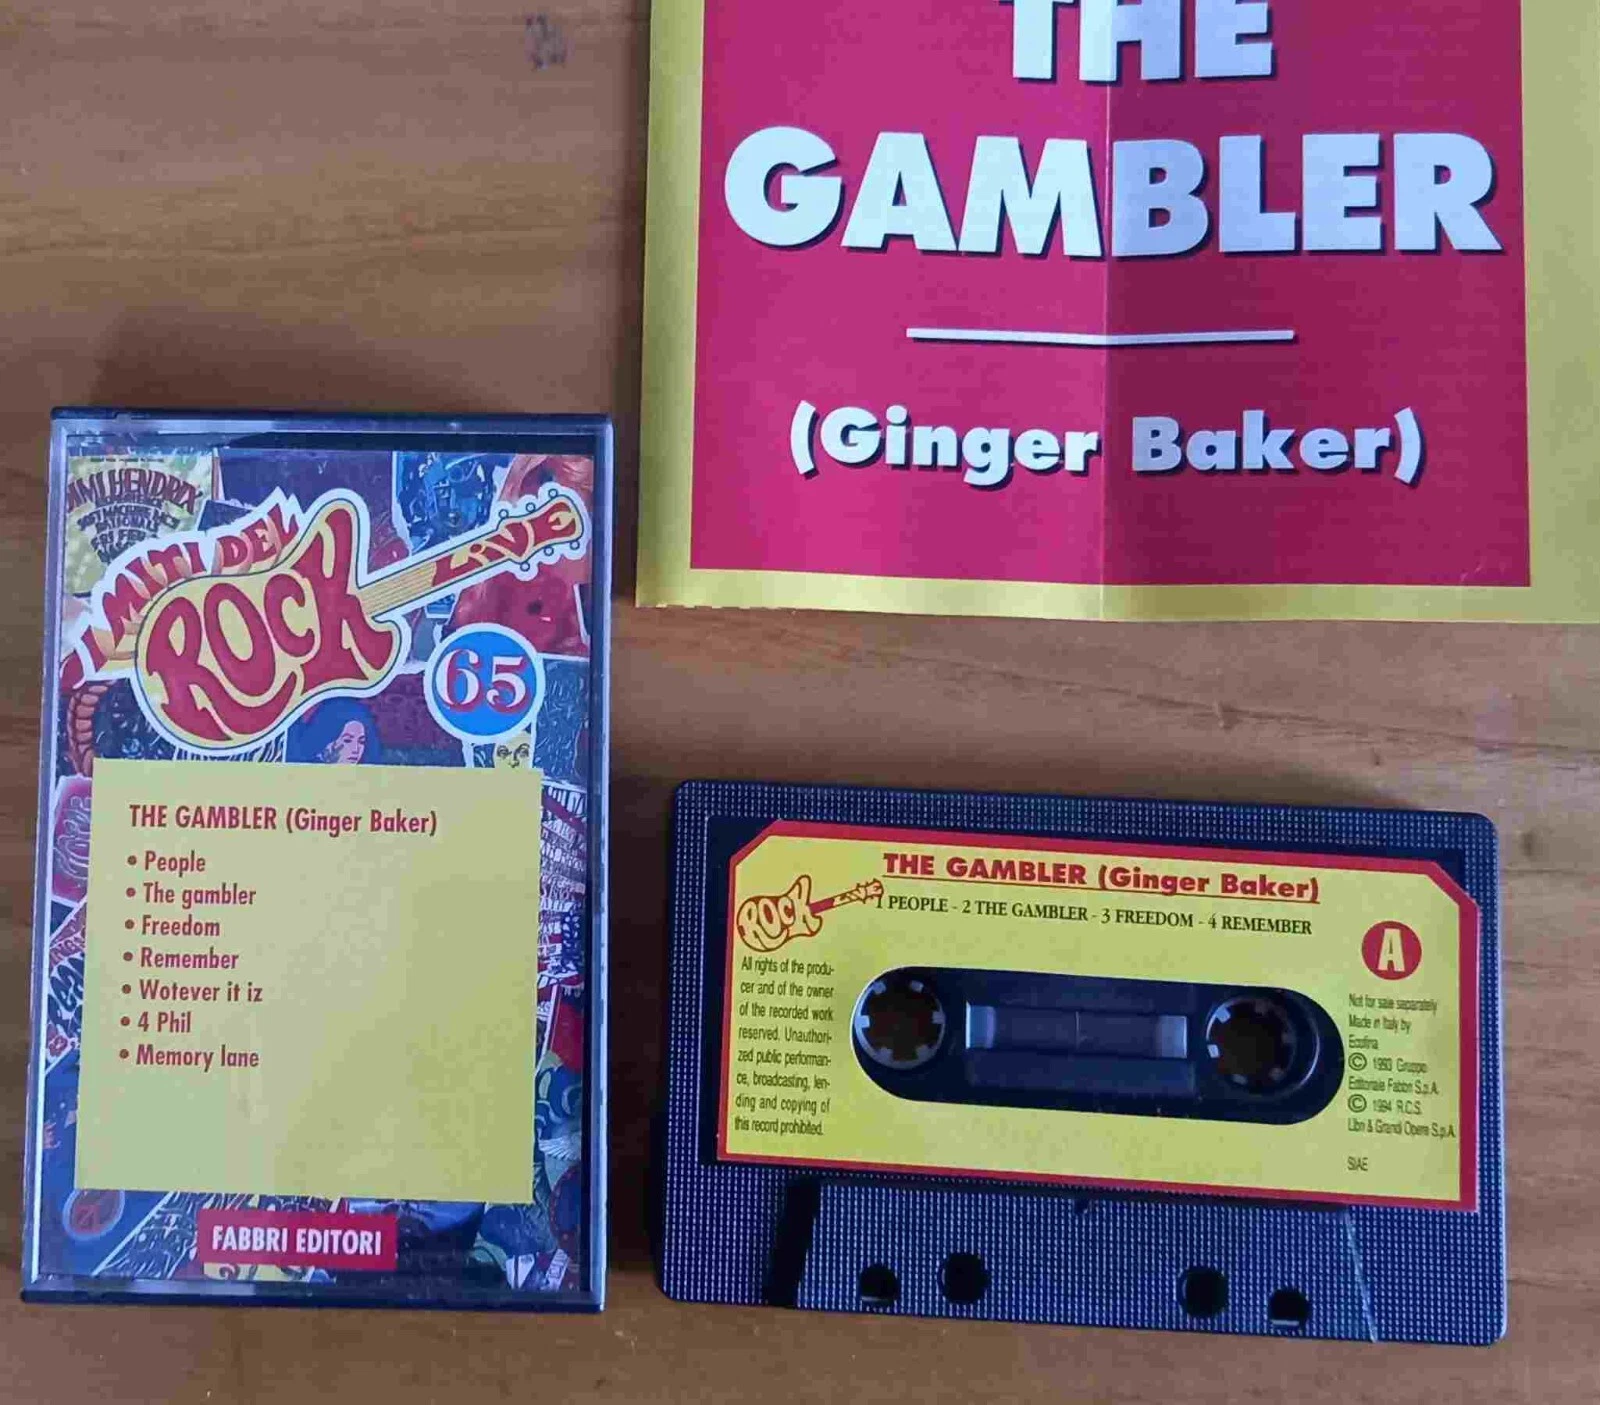 THE
GAMBLER
(Ginger Baker)
I MITI DEL
ROCK
LIVE
65
THE GAMBLER (Ginger Baker)
• People
• The gambler
• Freedom
• Remember
• Wotever it iz
• 4 Phil
• Memory lane
FABBRI EDITORI
THE GAMBLER (Ginger Baker)
1 PEOPLE - 2 THE GAMBLER - 3 FREEDOM - 4 REMEMBER
ROCK LIVE
A
All rights of the produ-
cer and of the owner
of the recorded work
reserved. Unauthori-
zed public performan-
ce, broadcasting, len-
ding and copying of
this record prohibited.
Not for sale separately
Made in Italy by
Ecofina
© 1993 Gruppo
Editoriale Fabbri S.p.A.
© 1994 R.C.S.
Libri & Grandi Opere S.p.A.
SIAE